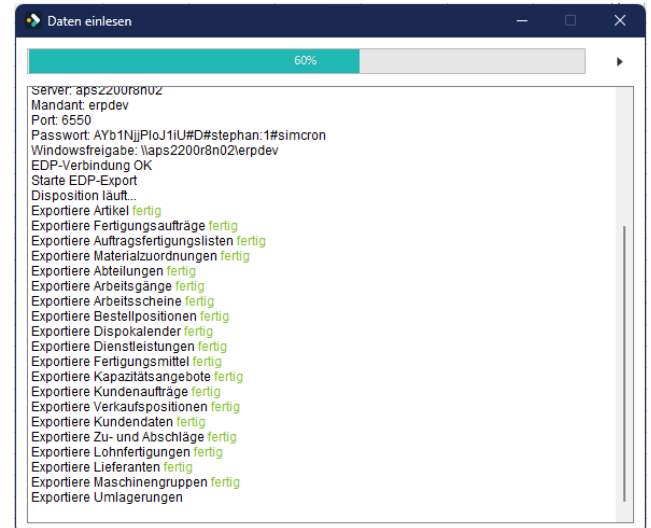 Daten einlesen
60%
Server: aps2200r8n02
Mandant: erpdev
Port: 6550
Passwort: AYb1NjjPloJ1iU#D#stephan:1#simcron
Windowsfreigabe: \\aps2200r8n02\erpdev
EDP-Verbindung OK
Starte EDP-Export
Disposition läuft...
Exportiere Artikel fertig
Exportiere Fertigungsaufträge fertig
Exportiere Auftragsfertigungslisten fertig
Exportiere Materialzuordnungen fertig
Exportiere Abteilungen fertig
Exportiere Arbeitsgänge fertig
Exportiere Arbeitsscheine fertig
Exportiere Bestellpositionen fertig
Exportiere Dispokalender fertig
Exportiere Dienstleistungen fertig
Exportiere Fertigungsmittel fertig
Exportiere Kapazitätsangebote fertig
Exportiere Kundenaufträge fertig
Exportiere Verkaufspositionen fertig
Exportiere Kundendaten fertig
Exportiere Zu- und Abschläge fertig
Exportiere Lohnfertigungen fertig
Exportiere Lieferanten fertig
Exportiere Maschinengruppen fertig
Exportiere Umlagerungen